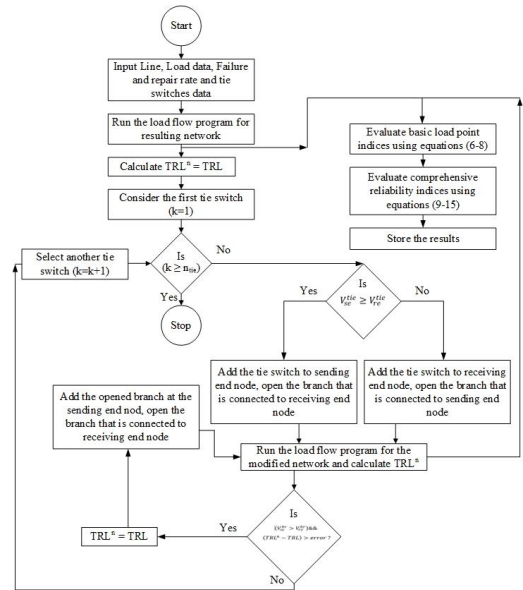 Start
Input Line, Load data, Failure
and repair rate and tie
switches data
Run the load flow program for
resulting network
Calculate TRLⁿ = TRL
Consider the first tie switch
(k=1)
Evaluate basic load point
indices using equations (6-8)
Evaluate comprehensive
reliability indices using
equations (9-15)
Store the results
Select another tie
switch (k=k+1)
Is
(k ≥ n_tie)
No
Yes
Stop
Is
V_se^tie ≥ V_re^tie
Yes
No
Add the tie switch to sending
end node, open the branch that
is connected to receiving end
node
Add the tie switch to receiving
end node, open the branch that
is connected to sending end
node
Add the opened branch at the
sending end nod, open the
branch that is connected to
receiving end node
Run the load flow program for the
modified network and calculate TRLⁿ
Is
(TRLⁿ − TRL) > error ?
Yes
TRLⁿ = TRL
No